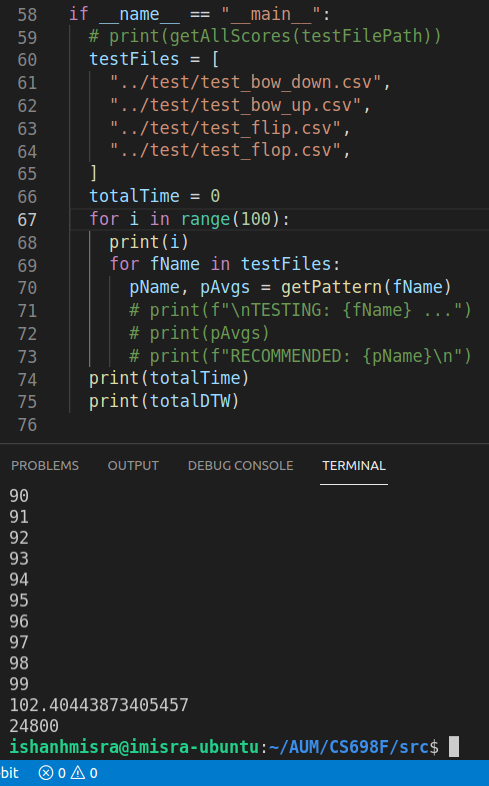 58 if __name__ == "__main__":
59 # print(getAllScores(testFilePath))
60 testFiles = [
61 "../test/test_bow_down.csv",
62 "../test/test_bow_up.csv",
63 "../test/test_flip.csv",
64 "../test/test_flop.csv",
65 ]
66 totalTime = 0
67 for i in range(100):
68 print(i)
69 for fName in testFiles:
70 pName, pAvgs = getPattern(fName)
71 # print(f"\nTESTING: {fName} ...")
72 # print(pAvgs)
73 # print(f"RECOMMENDED: {pName}\n")
74 print(totalTime)
75 print(totalDTW)
76
PROBLEMS OUTPUT DEBUG CONSOLE TERMINAL
90
91
92
93
94
95
96
97
98
99
102.40443873405457
24800
ishanhmisra@imisra-ubuntu:~/AUM/CS698F/src$
bit 0 0